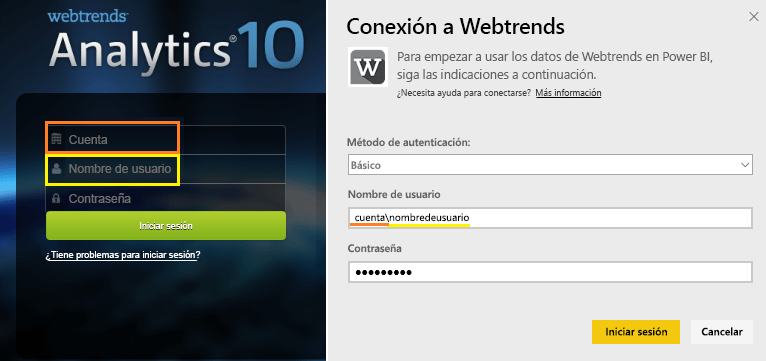 webtrends
Analytics® 10
Cuenta
Nombre de usuario
Contraseña
Iniciar sesión
¿Tiene problemas para iniciar sesión?
Conexión a Webtrends
W
Para empezar a usar los datos de Webtrends en Power BI,
siga las indicaciones a continuación.
¿Necesita ayuda para conectarse? Más información
Método de autenticación:
Básico
Nombre de usuario
cuenta\nombredeusuario
Contraseña
Iniciar sesión
Cancelar